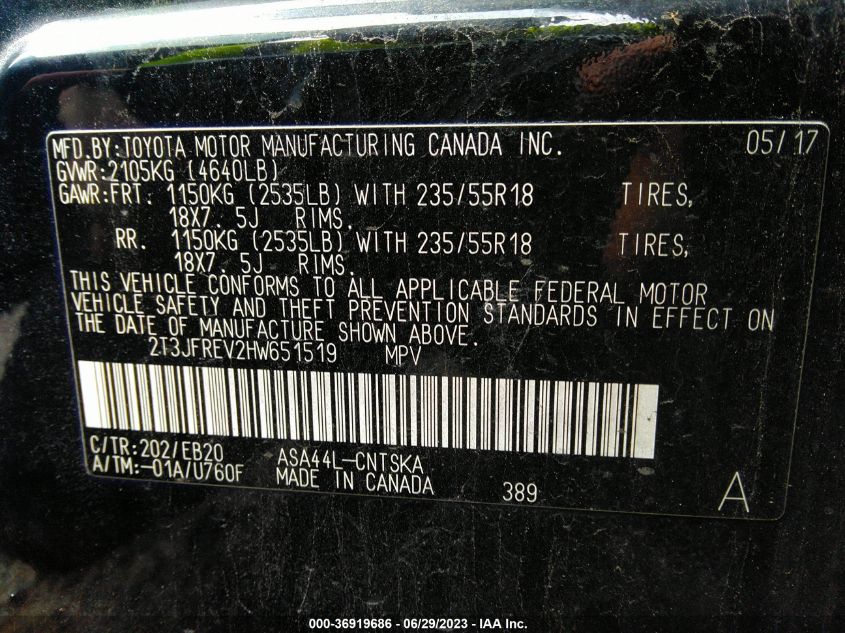 MFD.BY:TOYOTA MOTOR MANUFACTURING CANADA INC. 05/17
GVWR:2105KG (4640LB)
GAWR:FRT. 1150KG (2535LB) WITH 235/55R18 TIRES,
18X7. 5J RIMS.
RR. 1150KG (2535LB) WITH 235/55R18 TIRES,
18X7. 5J RIMS.
THIS VEHICLE CONFORMS TO ALL APPLICABLE FEDERAL MOTOR
VEHICLE SAFETY AND THEFT PREVENTION STANDARDS IN EFFECT ON
THE DATE OF MANUFACTURE SHOWN ABOVE.
2T3JFREV2HW651519 MPV
C/TR:202/EB20 ASA44L-CNTSKA
A/TM:-01A/U760F MADE IN CANADA 389 A
000-36919686 - 06/29/2023 - IAA Inc.